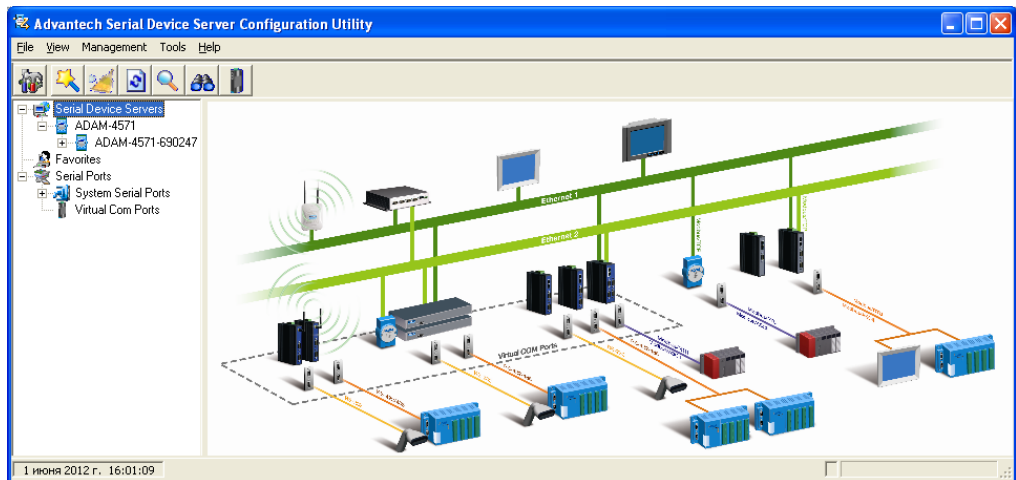 Advantech Serial Device Server Configuration Utility
File View Management Tools Help
Serial Device Servers
ADAM-4571
ADAM-4571-690247
Favorites
Serial Ports
System Serial Ports
Virtual Com Ports
Ethernet 1
Ethernet 2
Virtual COM Ports
1 июня 2012 г. 16:01:09